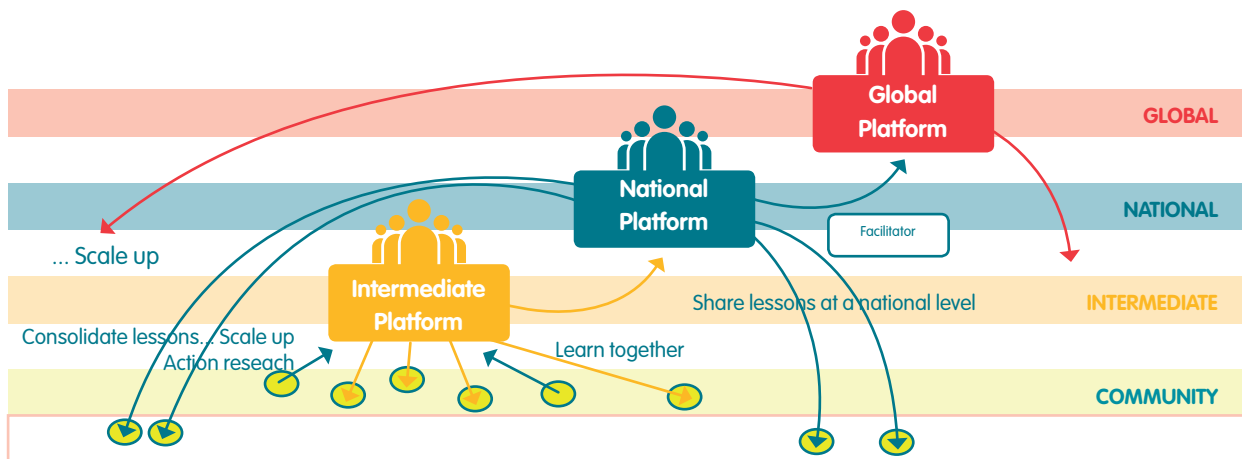 Global
Platform
GLOBAL
National
Platform
NATIONAL
Facilitator
... Scale up
Intermediate
Platform
Share lessons at a national level
INTERMEDIATE
Consolidate lessons... Scale up
Action reseach
Learn together
COMMUNITY